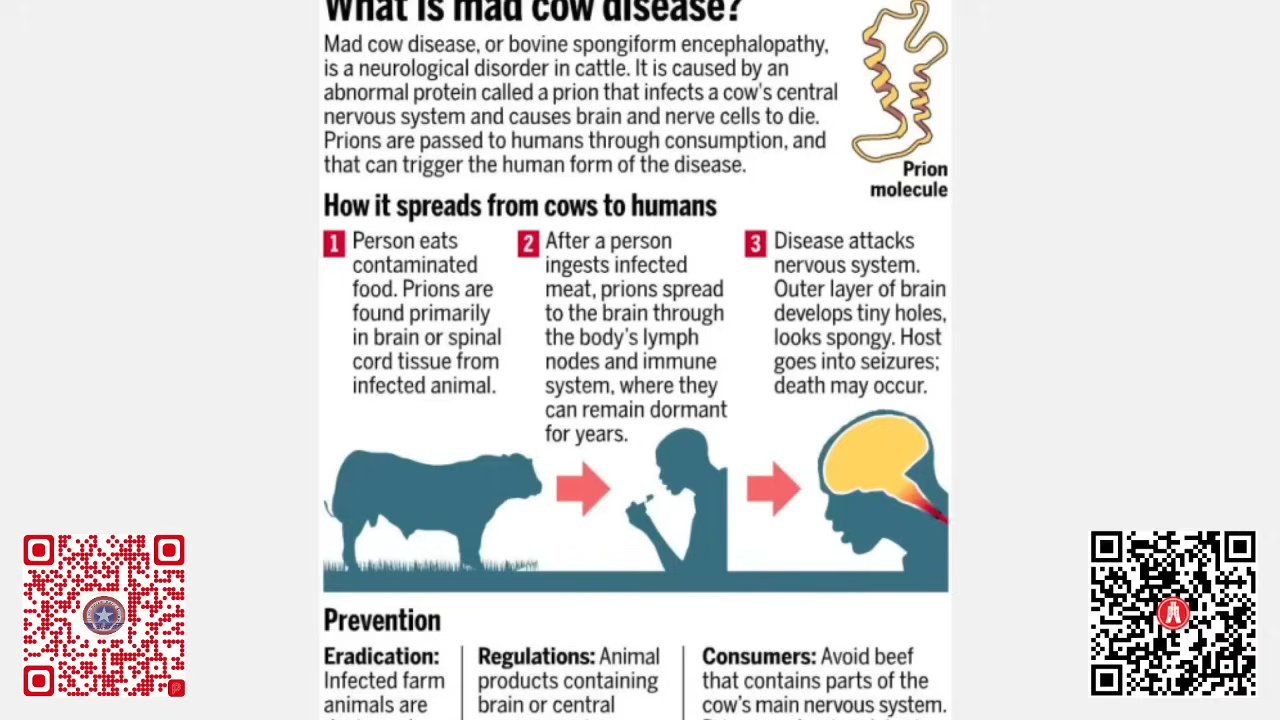 What is mad cow disease?
Mad cow disease, or bovine spongiform encephalopathy,
is a neurological disorder in cattle. It is caused by an
abnormal protein called a prion that infects a cow's central
nervous system and causes brain and nerve cells to die.
Prions are passed to humans through consumption, and
that can trigger the human form of the disease.
Prion
molecule
How it spreads from cows to humans
1 Person eats
contaminated
food. Prions are
found primarily
in brain or spinal
cord tissue from
infected animal.
2 After a person
ingests infected
meat, prions spread
to the brain through
the body's lymph
nodes and immune
system, where they
can remain dormant
for years.
3 Disease attacks
nervous system.
Outer layer of brain
develops tiny holes,
looks spongy. Host
goes into seizures;
death may occur.
Prevention
Eradication:
Infected farm
animals are
Regulations: Animal
products containing
brain or central
Consumers: Avoid beef
that contains parts of the
cow's main nervous system.